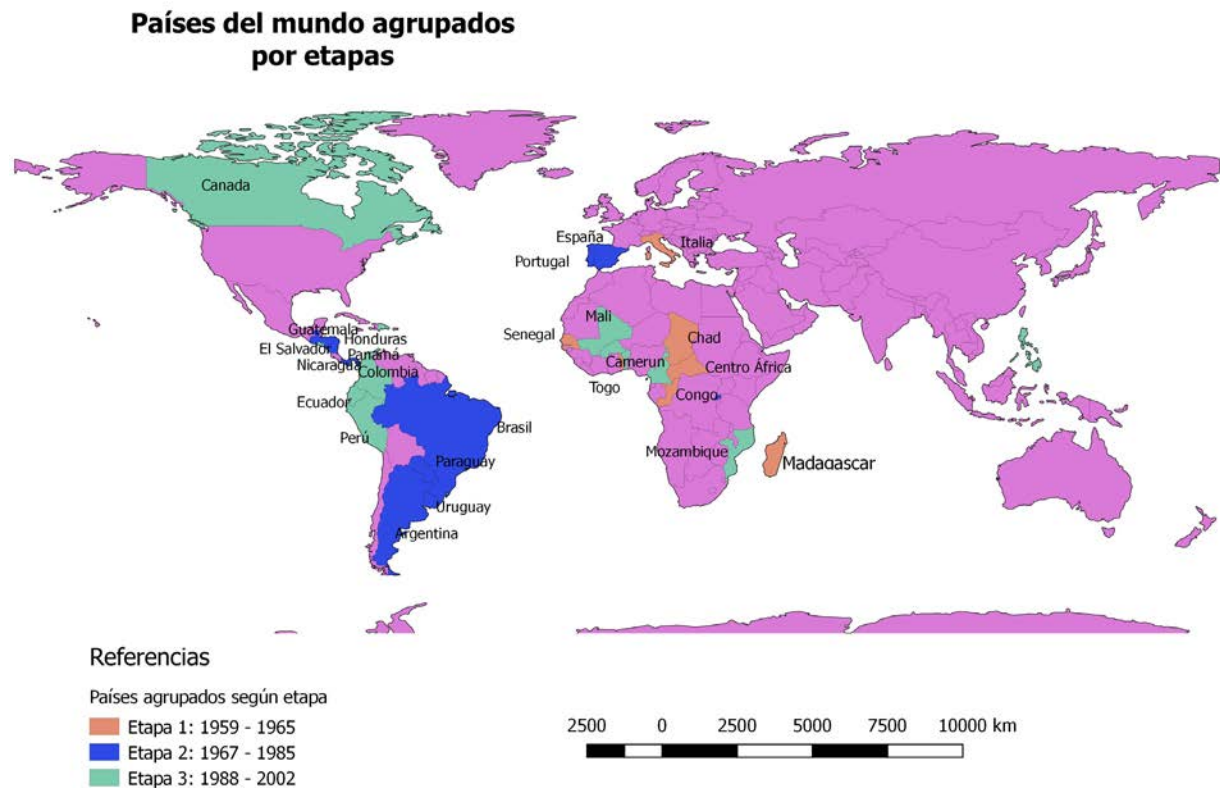 Países del mundo agrupados
por etapas
Canada
España
Italia
Portugal
Mali
Guatemala
Senegal
Honduras
Chad
El Salvador
Panamá
Nicaragua
Camerun
Centro África
Colombia
Togo
Ecuador
Congo
Brasil
Perú
Mozambique
Paraguay
Madagascar
Uruguay
Argentina
Referencias
Países agrupados según etapa
Etapa 1: 1959 - 1965
Etapa 2: 1967 - 1985
Etapa 3: 1988 - 2002
2500 0 2500 5000 7500 10000 km